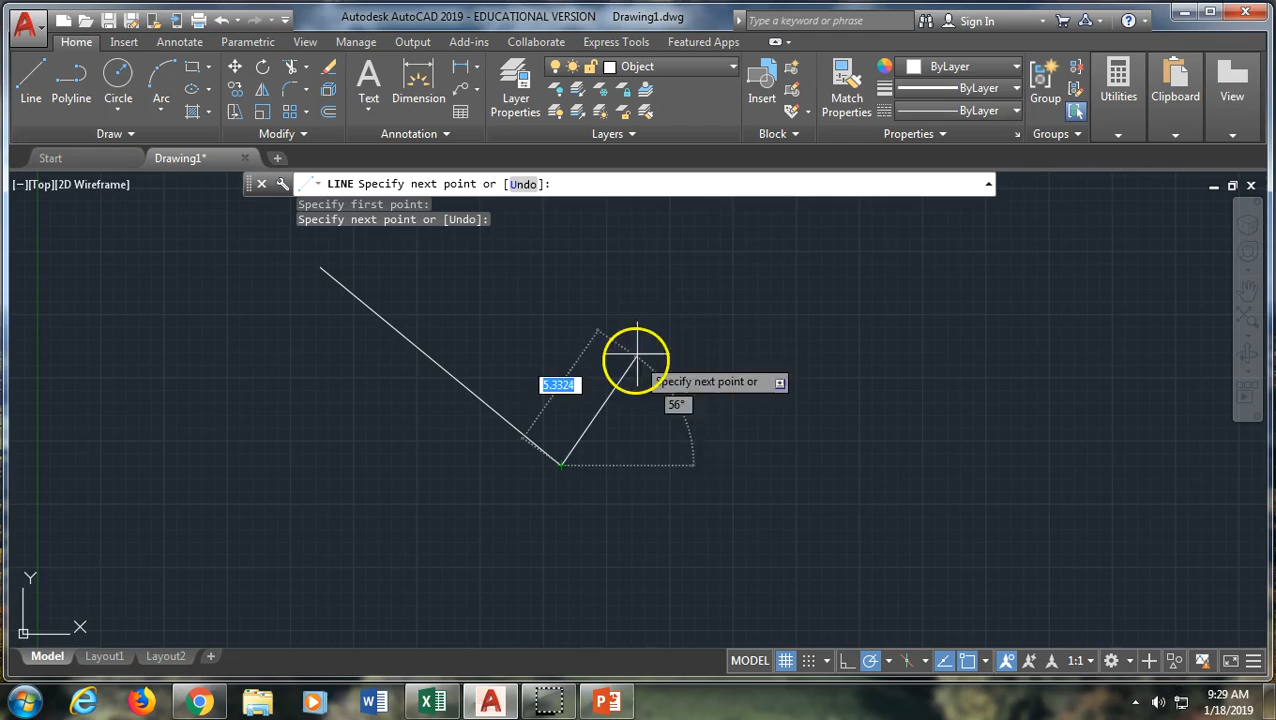 Autodesk AutoCAD 2019 - EDUCATIONAL VERSION Drawing1.dwg
Type a keyword or phrase
Sign In
Home Insert Annotate Parametric View Manage Output Add-ins Collaborate Express Tools Featured Apps
Line Polyline Circle Arc
Text Dimension
Layer Properties
Object
Insert
Match Properties
ByLayer
ByLayer
ByLayer
Group
Utilities
Clipboard
View
Draw Modify Annotation Layers Block Properties Groups
Start Drawing1*
[-][Top][2D Wireframe]
LINE Specify next point or [Undo]:
Specify first point:
Specify next point or [Undo]:
5.3324
Specify next point or
56°
Y
X
Model Layout1 Layout2
MODEL
1:1
9:29 AM
1/18/2019